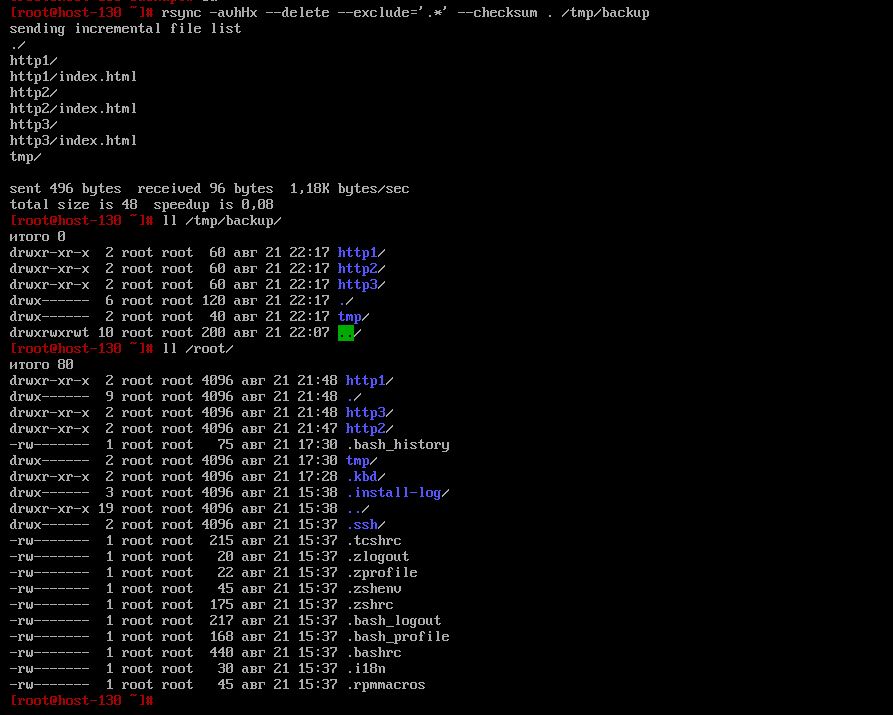 [root@host-130 ~]# rsync -avhHx --delete --exclude='.*' --checksum . /tmp/backup
sending incremental file list
./
http1/
http1/index.html
http2/
http2/index.html
http3/
http3/index.html
tmp/
sent 496 bytes  received 96 bytes  1,18K bytes/sec
total size is 48  speedup is 0,08
[root@host-130 ~]# ll /tmp/backup/
итого 0
drwxr-xr-x  2 root root  60 авг 21 22:17 http1/
drwxr-xr-x  2 root root  60 авг 21 22:17 http2/
drwxr-xr-x  2 root root  60 авг 21 22:17 http3/
drwx------  6 root root 120 авг 21 22:17 ./
drwx------  2 root root  40 авг 21 22:17 tmp/
drwxrwxrwt 10 root root 200 авг 21 22:07 ../
[root@host-130 ~]# ll /root/
итого 80
drwxr-xr-x  2 root root 4096 авг 21 21:48 http1/
drwx------  9 root root 4096 авг 21 21:48 ./
drwxr-xr-x  2 root root 4096 авг 21 21:48 http3/
drwxr-xr-x  2 root root 4096 авг 21 21:47 http2/
-rw-------  1 root root   75 авг 21 17:30 .bash_history
drwx------  2 root root 4096 авг 21 17:30 tmp/
drwxr-xr-x  2 root root 4096 авг 21 17:28 .kbd/
drwx------  3 root root 4096 авг 21 15:38 .install-log/
drwxr-xr-x 19 root root 4096 авг 21 15:38 ../
drwx------  2 root root 4096 авг 21 15:37 .ssh/
-rw-------  1 root root  215 авг 21 15:37 .tcshrc
-rw-------  1 root root   20 авг 21 15:37 .zlogout
-rw-------  1 root root   22 авг 21 15:37 .zprofile
-rw-------  1 root root   45 авг 21 15:37 .zshenv
-rw-------  1 root root  175 авг 21 15:37 .zshrc
-rw-------  1 root root  217 авг 21 15:37 .bash_logout
-rw-------  1 root root  168 авг 21 15:37 .bash_profile
-rw-------  1 root root  440 авг 21 15:37 .bashrc
-rw-------  1 root root   30 авг 21 15:37 .i18n
-rw-------  1 root root   45 авг 21 15:37 .rpmmacros
[root@host-130 ~]#